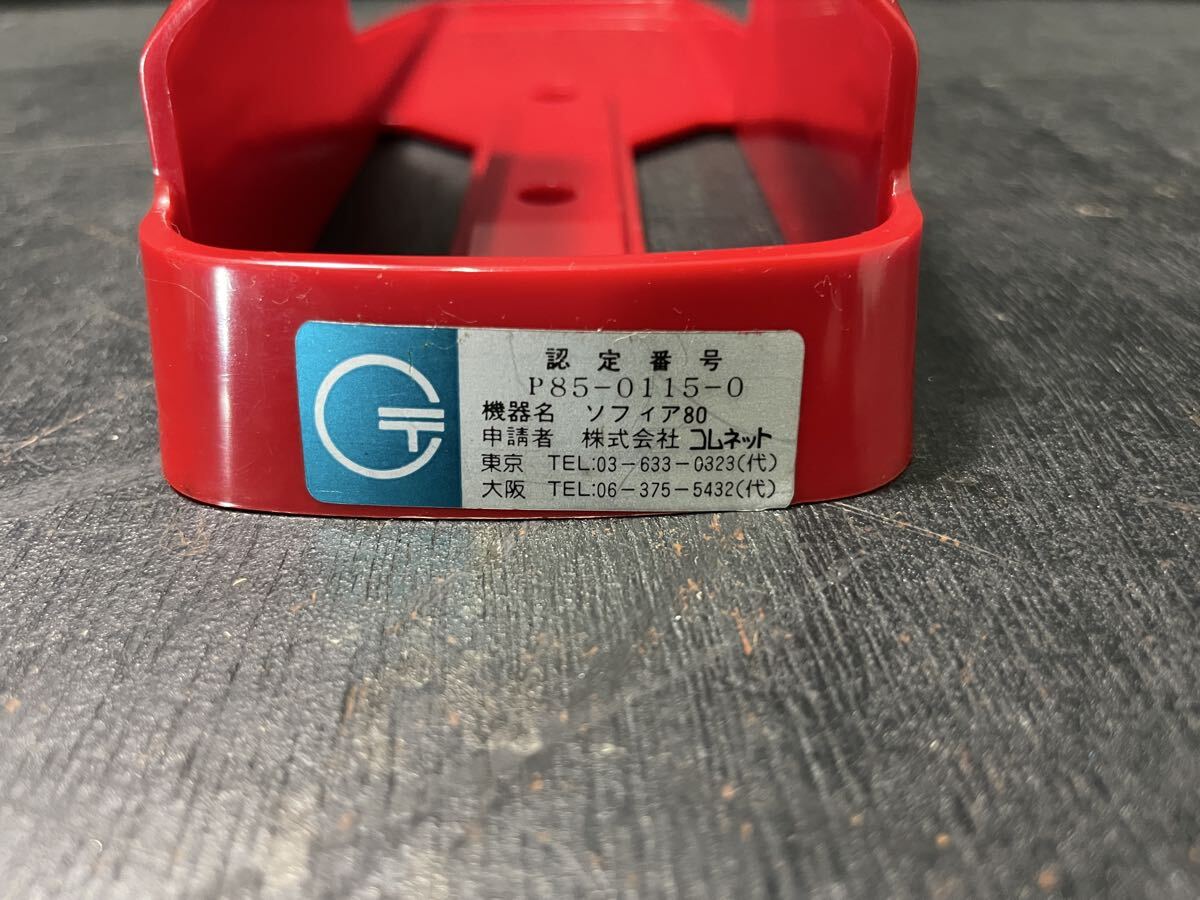 認定番号
P85-0115-0
機器名 ソフィア80
申請者 株式会社 コムネット
東京 TEL:03-633-0323(代)
大阪 TEL:06-375-5432(代)